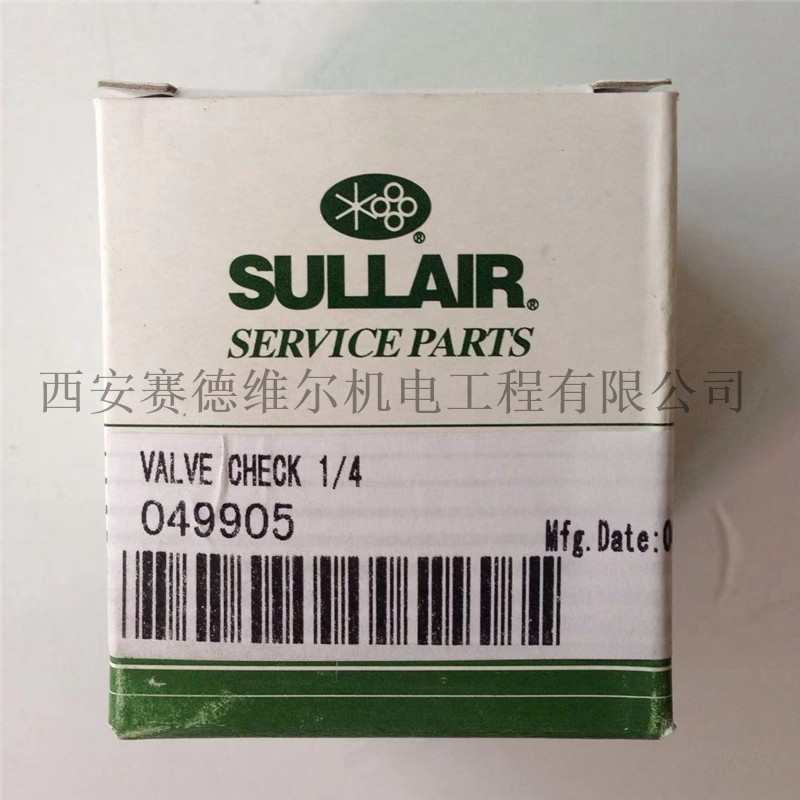 SULLAIR®
SERVICE PARTS
西安赛德维尔机电工程有限公司
VALVE CHECK 1/4
049905
Mfg.Date:0